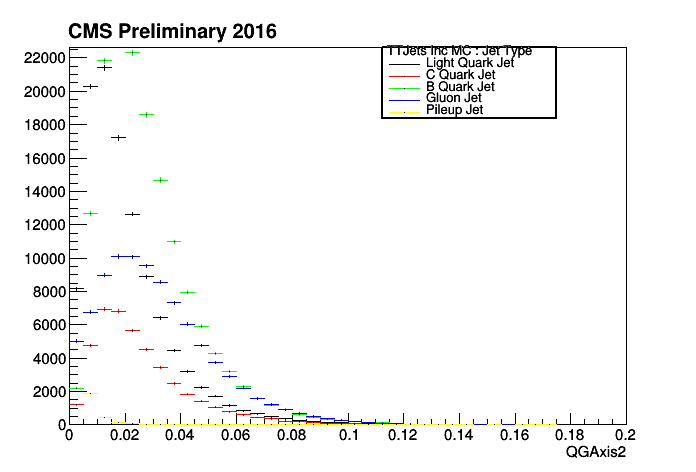 CMS Preliminary 2016
TTJets Inc MC : Jet Type
Light Quark Jet
C Quark Jet
B Quark Jet
Gluon Jet
Pileup Jet
22000
20000
18000
16000
14000
12000
10000
8000
6000
4000
2000
0
0 0.02 0.04 0.06 0.08 0.1 0.12 0.14 0.16 0.18 0.2
QGAxis2